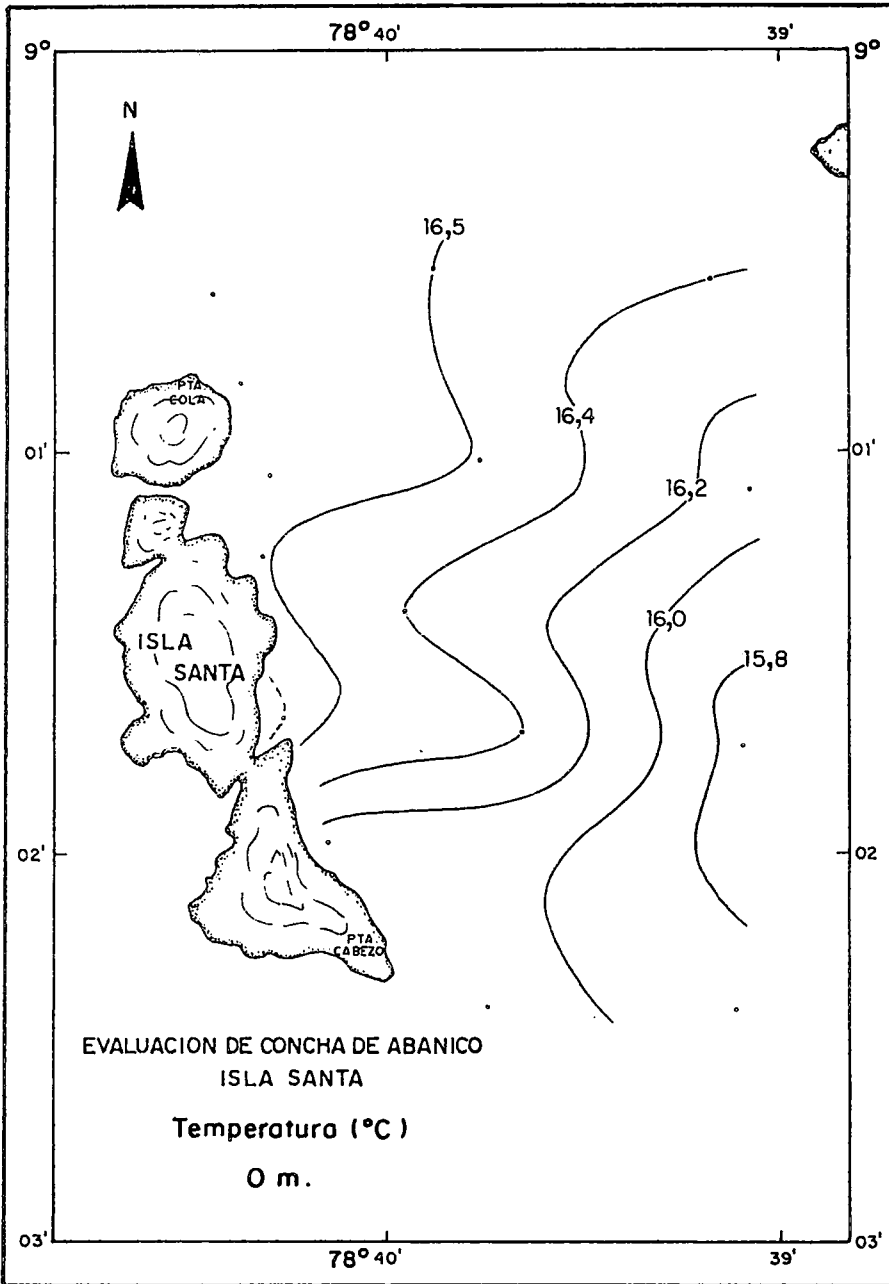 78° 40'
39'
9°
9°
N
16,5
PTA
COLA
16,4
01'
01'
16,2
16,0
ISLA
SANTA
15,8
02'
02
PTA.
CABEZO
EVALUACION DE CONCHA DE ABANICO
ISLA SANTA
Temperatura (°C)
0 m.
03'
03'
78° 40'
39'